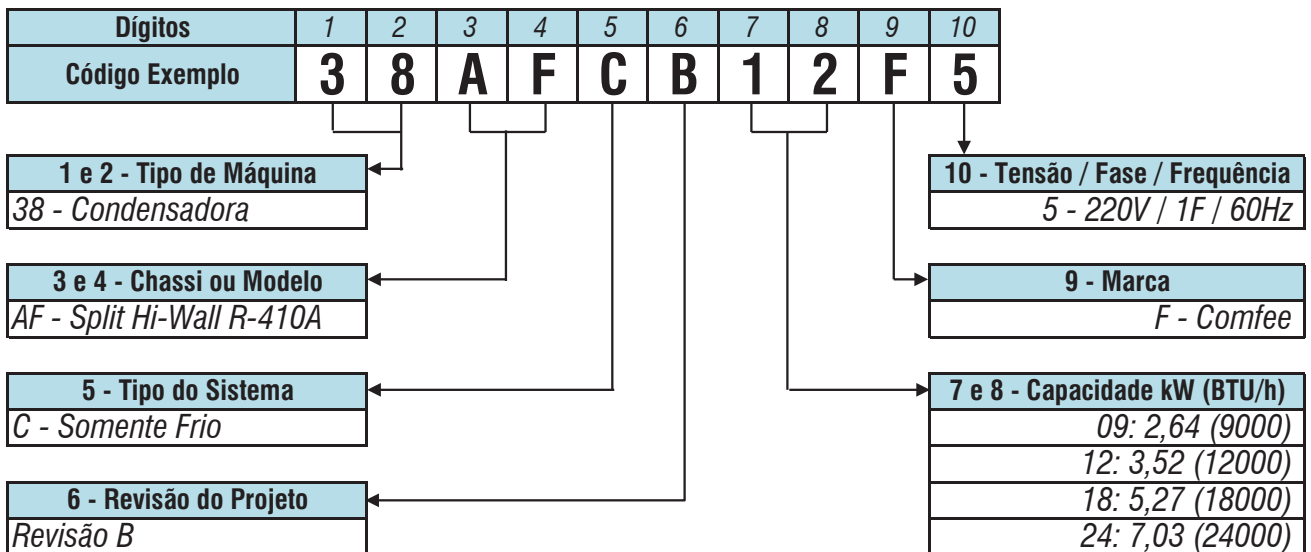 Dígitos 1 2 3 4 5 6 7 8 9 10
Código Exemplo 3 8 A F C B 1 2 F 5
1 e 2 - Tipo de Máquina
38 - Condensadora
10 - Tensão / Fase / Frequência
5 - 220V / 1F / 60Hz
3 e 4 - Chassi ou Modelo
AF - Split Hi-Wall R-410A
9 - Marca
F - Comfee
5 - Tipo do Sistema
C - Somente Frio
7 e 8 - Capacidade kW (BTU/h)
09: 2,64 (9000)
12: 3,52 (12000)
18: 5,27 (18000)
24: 7,03 (24000)
6 - Revisão do Projeto
Revisão B